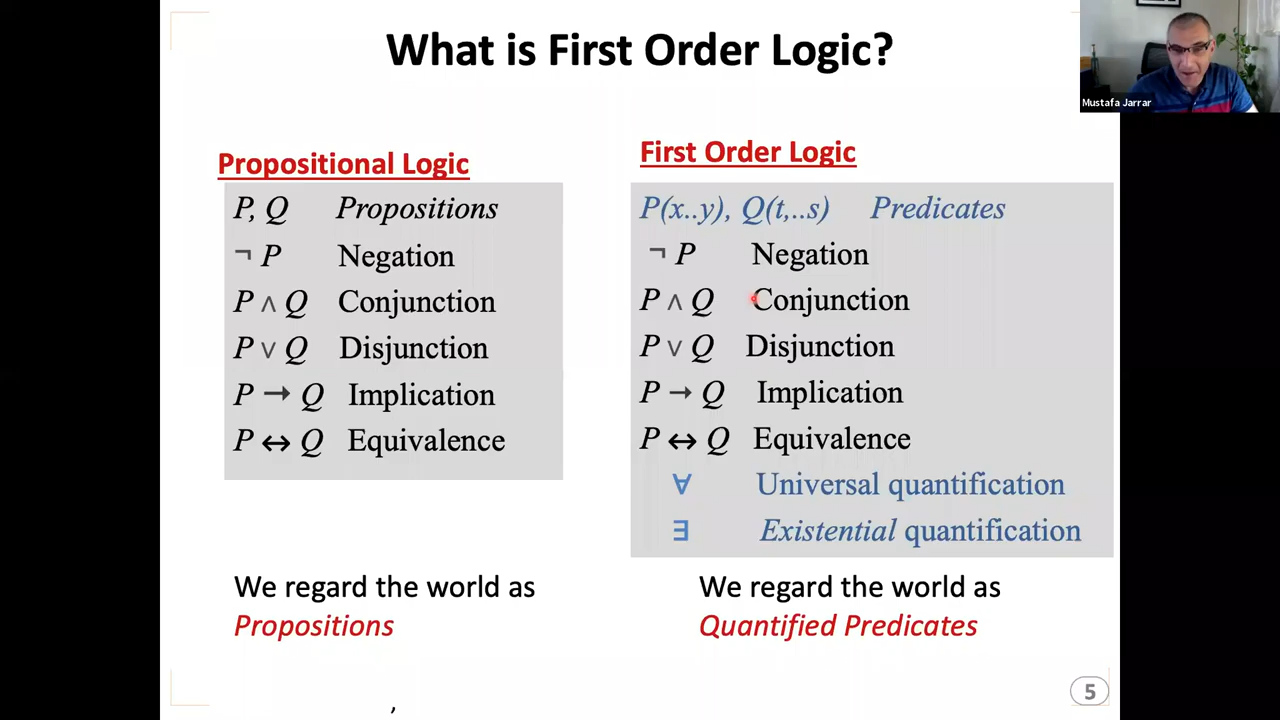 What is First Order Logic?
Mustafa Jarrar
Propositional Logic
P, Q Propositions
¬ P Negation
P ∧ Q Conjunction
P ∨ Q Disjunction
P → Q Implication
P ↔ Q Equivalence
We regard the world as
Propositions
First Order Logic
P(x..y), Q(t,..s) Predicates
¬ P Negation
P ∧ Q Conjunction
P ∨ Q Disjunction
P → Q Implication
P ↔ Q Equivalence
∀ Universal quantification
∃ Existential quantification
We regard the world as
Quantified Predicates
,
5